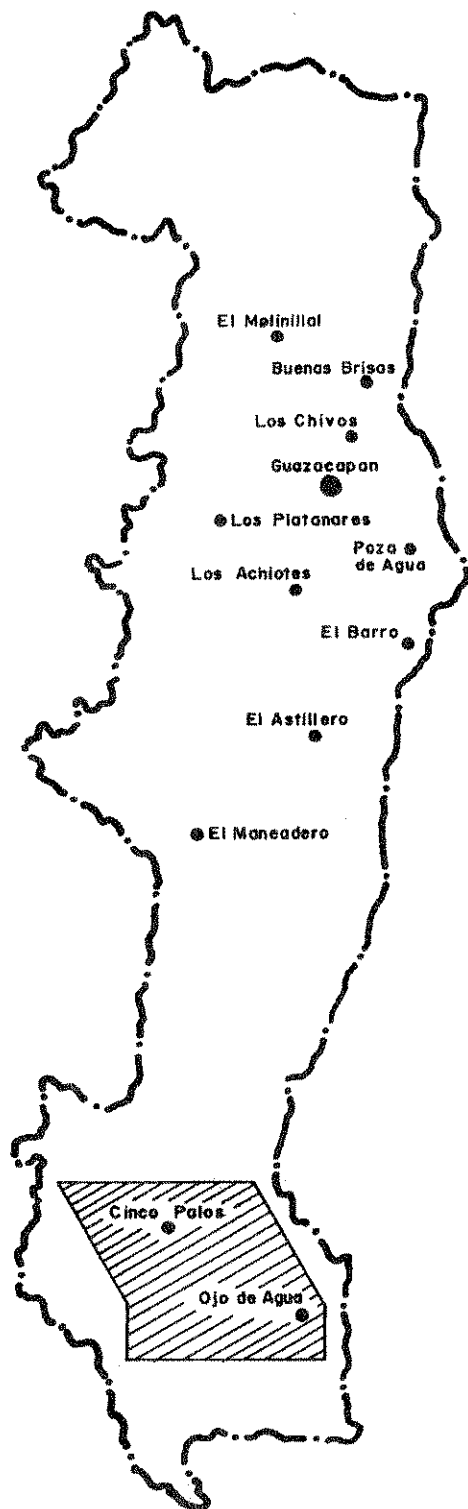 El Molinillal
Buenas Brisas
Los Chivos
Guazacapan
Los Platanares
Poza
de Agua
Los Achiotes
El Barro
El Astillero
El Maneadero
Cinco Palos
Ojo de Agua